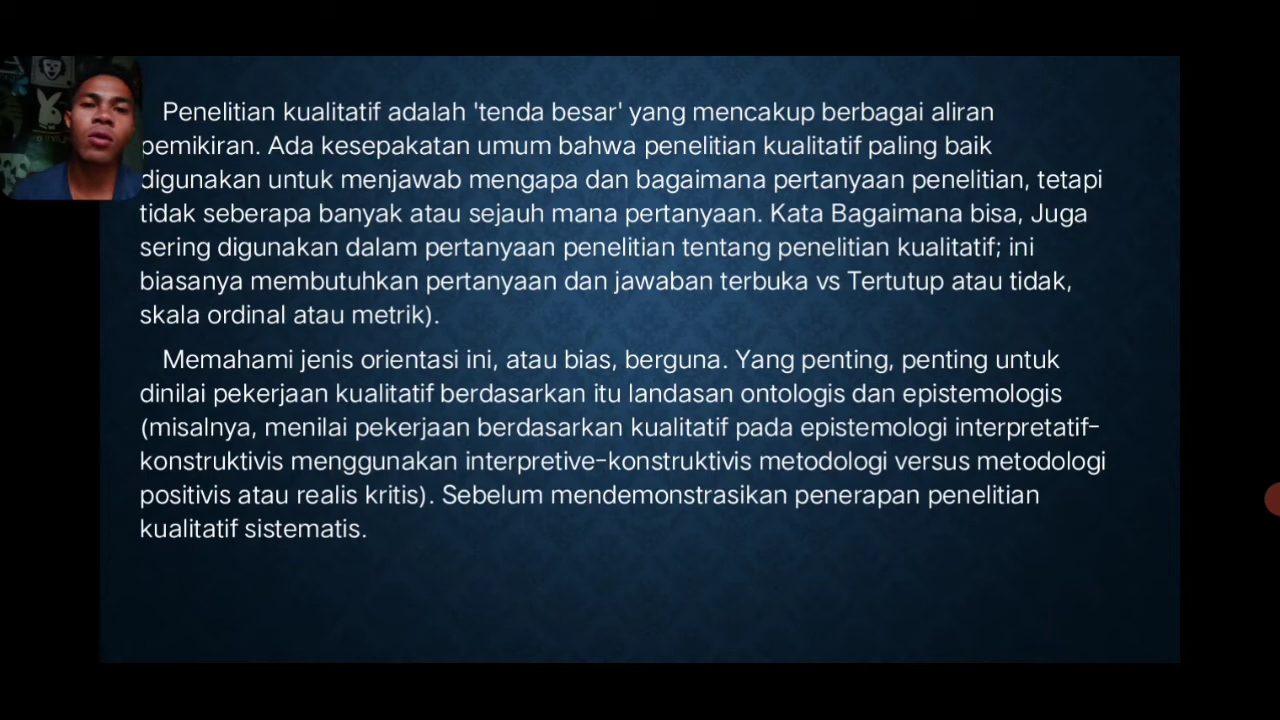 Penelitian kualitatif adalah 'tenda besar' yang mencakup berbagai aliran
pemikiran. Ada kesepakatan umum bahwa penelitian kualitatif paling baik
digunakan untuk menjawab mengapa dan bagaimana pertanyaan penelitian, tetapi
tidak seberapa banyak atau sejauh mana pertanyaan. Kata Bagaimana bisa, Juga
sering digunakan dalam pertanyaan penelitian tentang penelitian kualitatif; ini
biasanya membutuhkan pertanyaan dan jawaban terbuka vs Tertutup atau tidak,
skala ordinal atau metrik).
Memahami jenis orientasi ini, atau bias, berguna. Yang penting, penting untuk
dinilai pekerjaan kualitatif berdasarkan itu landasan ontologis dan epistemologis
(misalnya, menilai pekerjaan berdasarkan kualitatif pada epistemologi interpretatif-
konstruktivis menggunakan interpretive-konstruktivis metodologi versus metodologi
positivis atau realis kritis). Sebelum mendemonstrasikan penerapan penelitian
kualitatif sistematis.